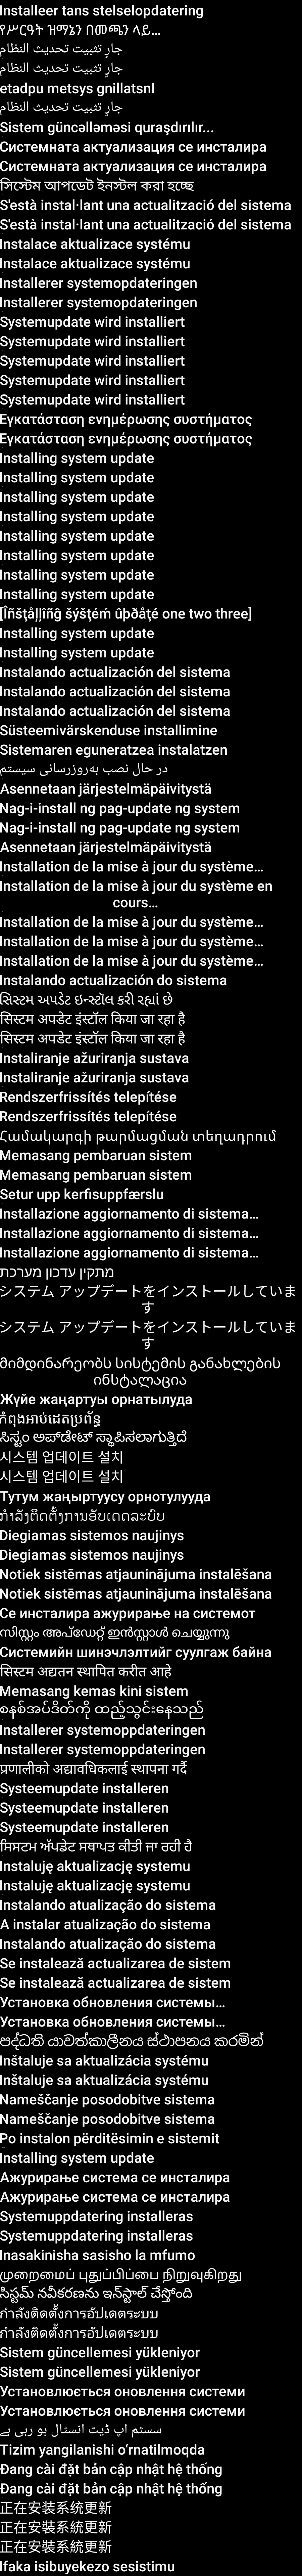 Installeer tans stelselopdatering
የሥርዓት ዝማኔን በመጫን ላይ…
جارٍ تثبيت تحديث النظام
جارٍ تثبيت تحديث النظام
etadpu metsys gnillatsnI
جارٍ تثبيت تحديث النظام
Sistem güncəlləməsi quraşdırılır...
Системната актуализация се инсталира
Системната актуализация се инсталира
সিস্টেম আপডেট ইনস্টল করা হচ্ছে
S'està instal·lant una actualització del sistema
S'està instal·lant una actualització del sistema
Instalace aktualizace systému
Instalace aktualizace systému
Installerer systemopdateringen
Installerer systemopdateringen
Systemupdate wird installiert
Systemupdate wird installiert
Systemupdate wird installiert
Systemupdate wird installiert
Systemupdate wird installiert
Εγκατάσταση ενημέρωσης συστήματος
Εγκατάσταση ενημέρωσης συστήματος
Installing system update
Installing system update
Installing system update
Installing system update
Installing system update
Installing system update
Installing system update
Installing system update
[Îñšţåļļîñĝ šýšţéḿ ûþðåţé one two three]
Installing system update
Installing system update
Instalando actualización del sistema
Instalando actualización del sistema
Instalando actualización del sistema
Süsteemivärskenduse installimine
Sistemaren eguneratzea instalatzen
در حال نصب به‌روزرسانی سیستم
Asennetaan järjestelmäpäivitystä
Nag-i-install ng pag-update ng system
Nag-i-install ng pag-update ng system
Asennetaan järjestelmäpäivitystä
Installation de la mise à jour du système…
Installation de la mise à jour du système en
cours…
Installation de la mise à jour du système…
Installation de la mise à jour du système…
Installation de la mise à jour du système…
Instalando actualización do sistema
સિસ્ટમ અપડેટ ઇન્સ્ટૉલ કરી રહ્યાં છે
सिस्टम अपडेट इंस्टॉल किया जा रहा है
सिस्टम अपडेट इंस्टॉल किया जा रहा है
Instaliranje ažuriranja sustava
Instaliranje ažuriranja sustava
Rendszerfrissítés telepítése
Rendszerfrissítés telepítése
Համակարգի թարմացման տեղադրում
Memasang pembaruan sistem
Memasang pembaruan sistem
Setur upp kerfisuppfærslu
Installazione aggiornamento di sistema…
Installazione aggiornamento di sistema…
Installazione aggiornamento di sistema…
מתקין עדכון מערכת
システム アップデートをインストールしていま
す
システム アップデートをインストールしていま
す
მიმდინარეობს სისტემის განახლების
ინსტალაცია
Жүйе жаңартуы орнатылуда
កំពុងអាប់ដេតប្រព័ន្ធ
ಸಿಸ್ಟಂ ಅಪ್‌ಡೇಟ್ ಸ್ಥಾಪಿಸಲಾಗುತ್ತಿದೆ
시스템 업데이트 설치
시스템 업데이트 설치
Тутум жаңыртуусу орнотулууда
ກຳລັງຕິດຕັ້ງການອັບເດດລະບົບ
Diegiamas sistemos naujinys
Diegiamas sistemos naujinys
Notiek sistēmas atjauninājuma instalēšana
Notiek sistēmas atjauninājuma instalēšana
Се инсталира ажурирање на системот
സിസ്റ്റം അപ്ഡേറ്റ് ഇൻസ്റ്റാൾ ചെയ്യുന്നു
Системийн шинэчлэлтийг суулгаж байна
सिस्टम अद्यतन स्थापित करीत आहे
Memasang kemas kini sistem
စနစ်အပ်ဒိတ်ကို ထည့်သွင်းနေသည်
Installerer systemoppdateringen
Installerer systemoppdateringen
प्रणालीको अद्यावधिकलाई स्थापना गर्दै
Systeemupdate installeren
Systeemupdate installeren
Systeemupdate installeren
ਸਿਸਟਮ ਅੱਪਡੇਟ ਸਥਾਪਤ ਕੀਤੀ ਜਾ ਰਹੀ ਹੈ
Instaluję aktualizację systemu
Instaluję aktualizację systemu
Instalando atualização do sistema
A instalar atualização do sistema
Instalando atualização do sistema
Se instalează actualizarea de sistem
Se instalează actualizarea de sistem
Установка обновления системы…
Установка обновления системы…
පද්ධති යාවත්කාලීනය ස්ථාපනය කරමින්
Inštaluje sa aktualizácia systému
Inštaluje sa aktualizácia systému
Nameščanje posodobitve sistema
Nameščanje posodobitve sistema
Po instalon përditësimin e sistemit
Installing system update
Ажурирање система се инсталира
Ажурирање система се инсталира
Systemuppdatering installeras
Systemuppdatering installeras
Inasakinisha sasisho la mfumo
முறைமைப் புதுப்பிப்பை நிறுவுகிறது
సిస్టమ్ నవీకరణను ఇన్‌స్టాల్ చేస్తోంది
กำลังติดตั้งการอัปเดตระบบ
กำลังติดตั้งการอัปเดตระบบ
Sistem güncellemesi yükleniyor
Sistem güncellemesi yükleniyor
Установлюється оновлення системи
Установлюється оновлення системи
سسٹم اپ ڈیٹ انسٹال ہو رہی ہے
Tizim yangilanishi o‘rnatilmoqda
Đang cài đặt bản cập nhật hệ thống
Đang cài đặt bản cập nhật hệ thống
正在安装系统更新
正在安裝系統更新
正在安裝系統更新
Ifaka isibuyekezo sesistimu